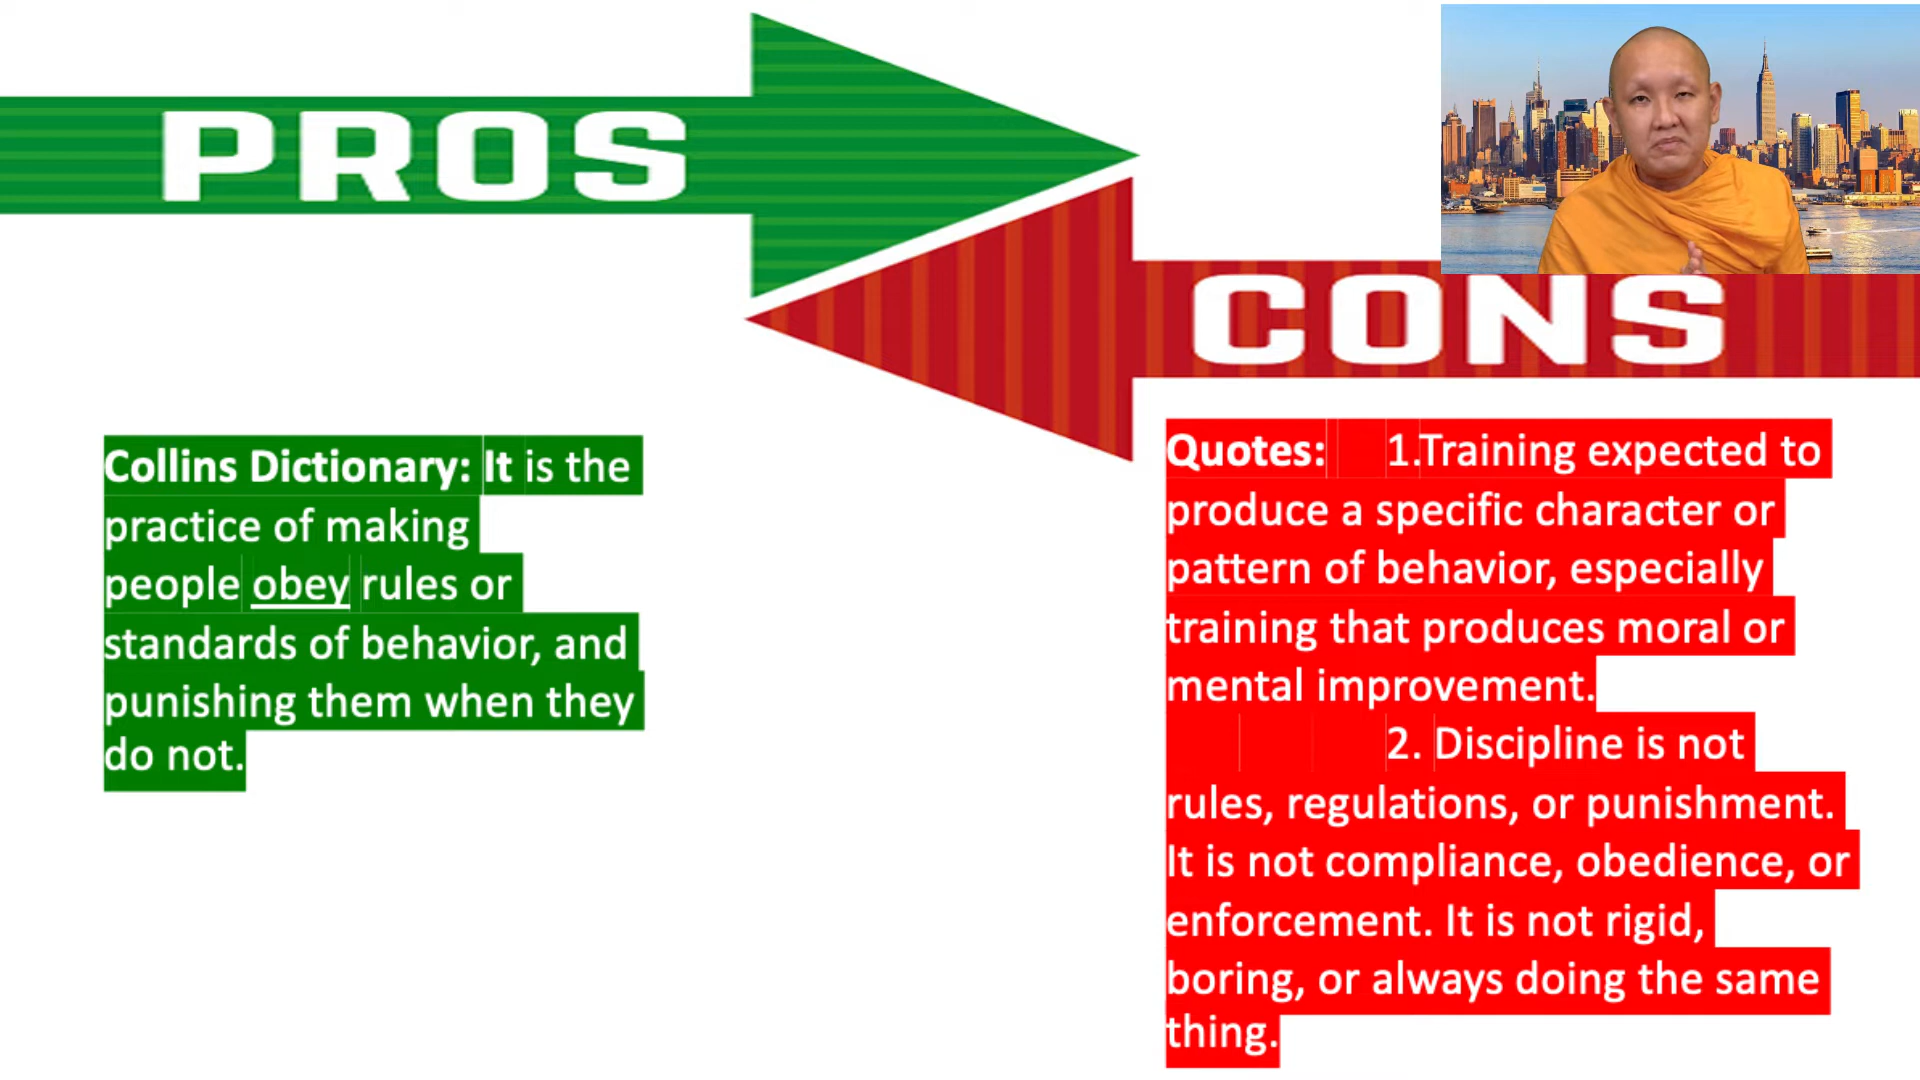 PROS
CONS
Collins Dictionary: It is the
practice of making
people obey rules or
standards of behavior, and
punishing them when they
do not.
Quotes: 1.Training expected to
produce a specific character or
pattern of behavior, especially
training that produces moral or
mental improvement.
2. Discipline is not
rules, regulations, or punishment.
It is not compliance, obedience, or
enforcement. It is not rigid,
boring, or always doing the same
thing.